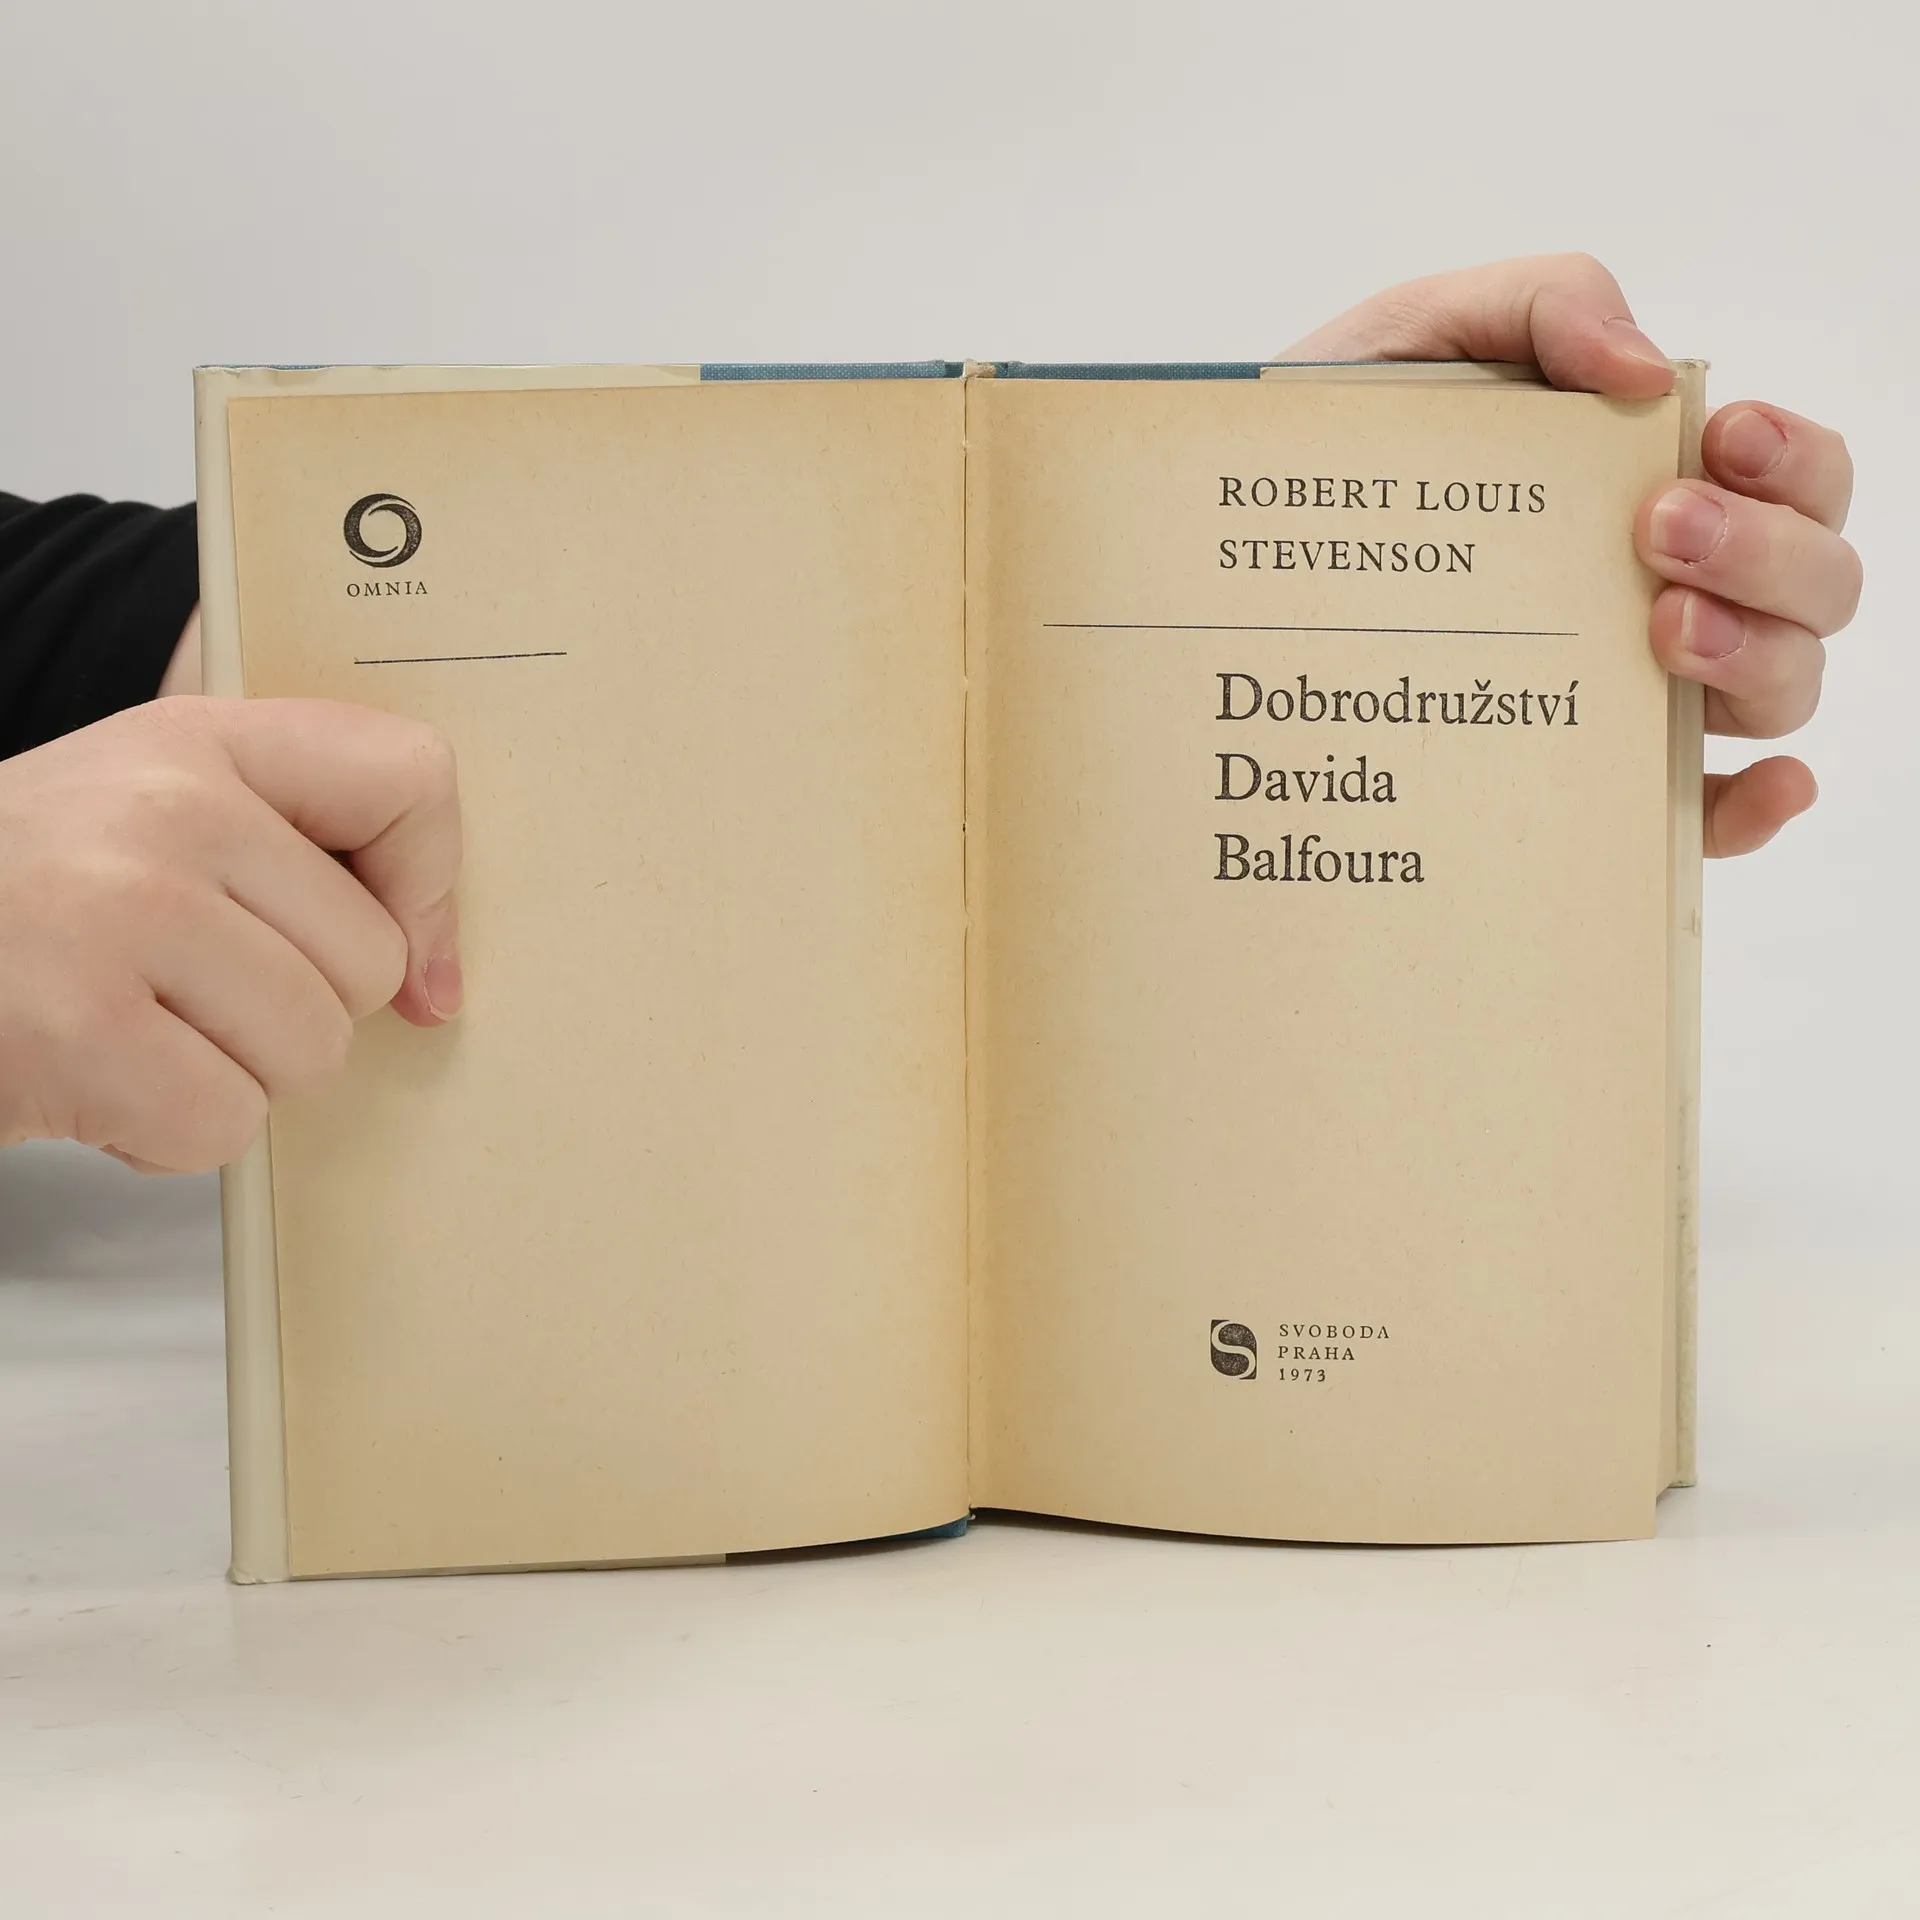 OMNIA
ROBERT LOUIS
STEVENSON
Dobrodružství
Davida
Balfoura
SVOBODA
PRAHA
1973